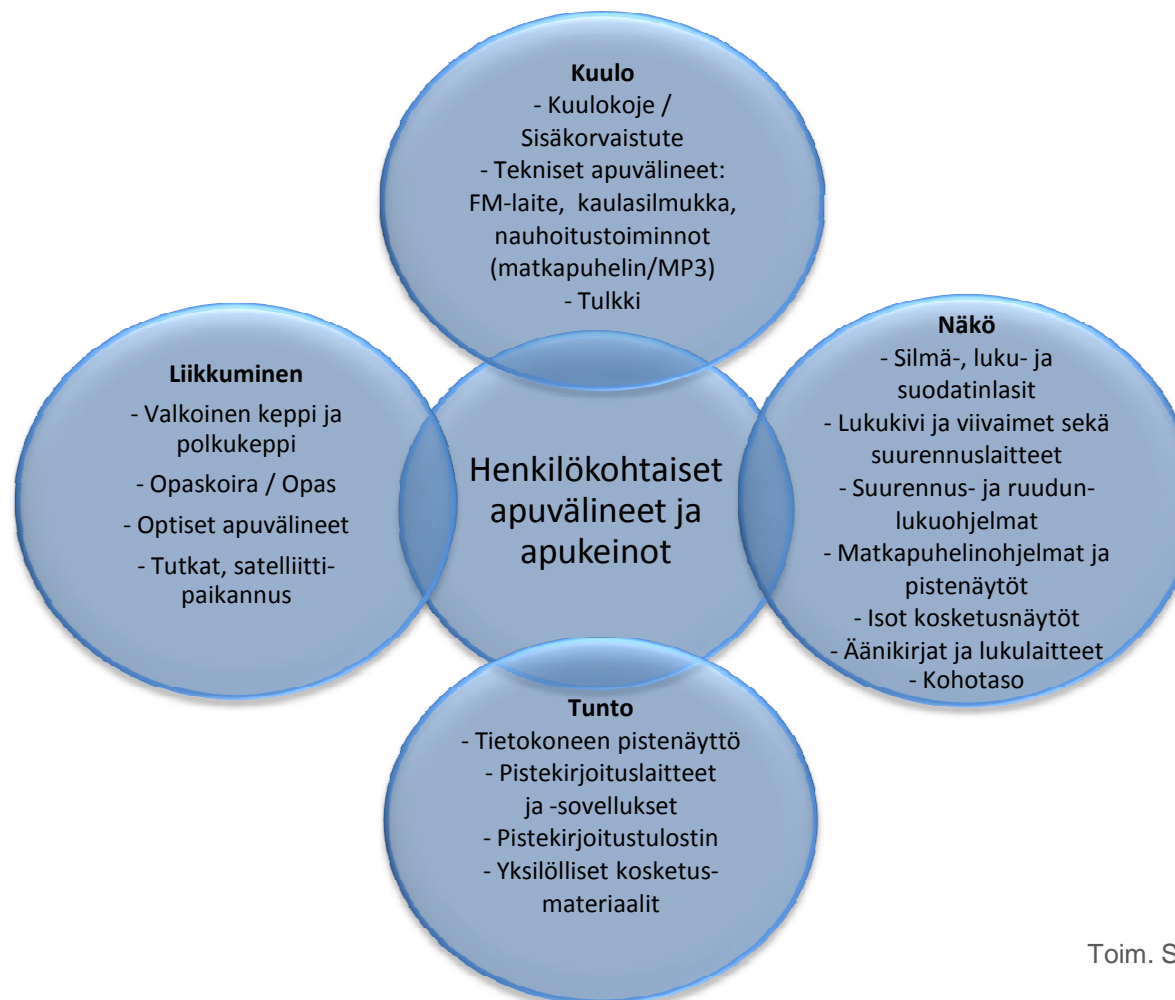 Kuulo
- Kuulokoje /
Sisäkorvaistute
- Tekniset apuvälineet:
FM-laite, kaulasilmukka,
nauhoitustoiminnot
(matkapuhelin/MP3)
- Tulkki
Liikkuminen
- Valkoinen keppi ja
polkukeppi
- Opaskoira / Opas
- Optiset apuvälineet
- Tutkat, satelliitti-
paikannus
Henkilökohtaiset
apuvälineet ja
apukeinot
Näkö
- Silmä-, luku- ja
suodatinlasit
- Lukukivi ja viivaimet sekä
suurennuslaitteet
- Suurennus- ja ruudun-
lukuohjelmat
- Matkapuhelinohjelmat ja
pistenäytöt
- Isot kosketusnäytöt
- Äänikirjat ja lukulaitteet
- Kohotaso
Tunto
- Tietokoneen pistenäyttö
- Pistekirjoituslaitteet
ja -sovellukset
- Pistekirjoitustulostin
- Yksilölliset kosketus-
materiaalit
Toim. S